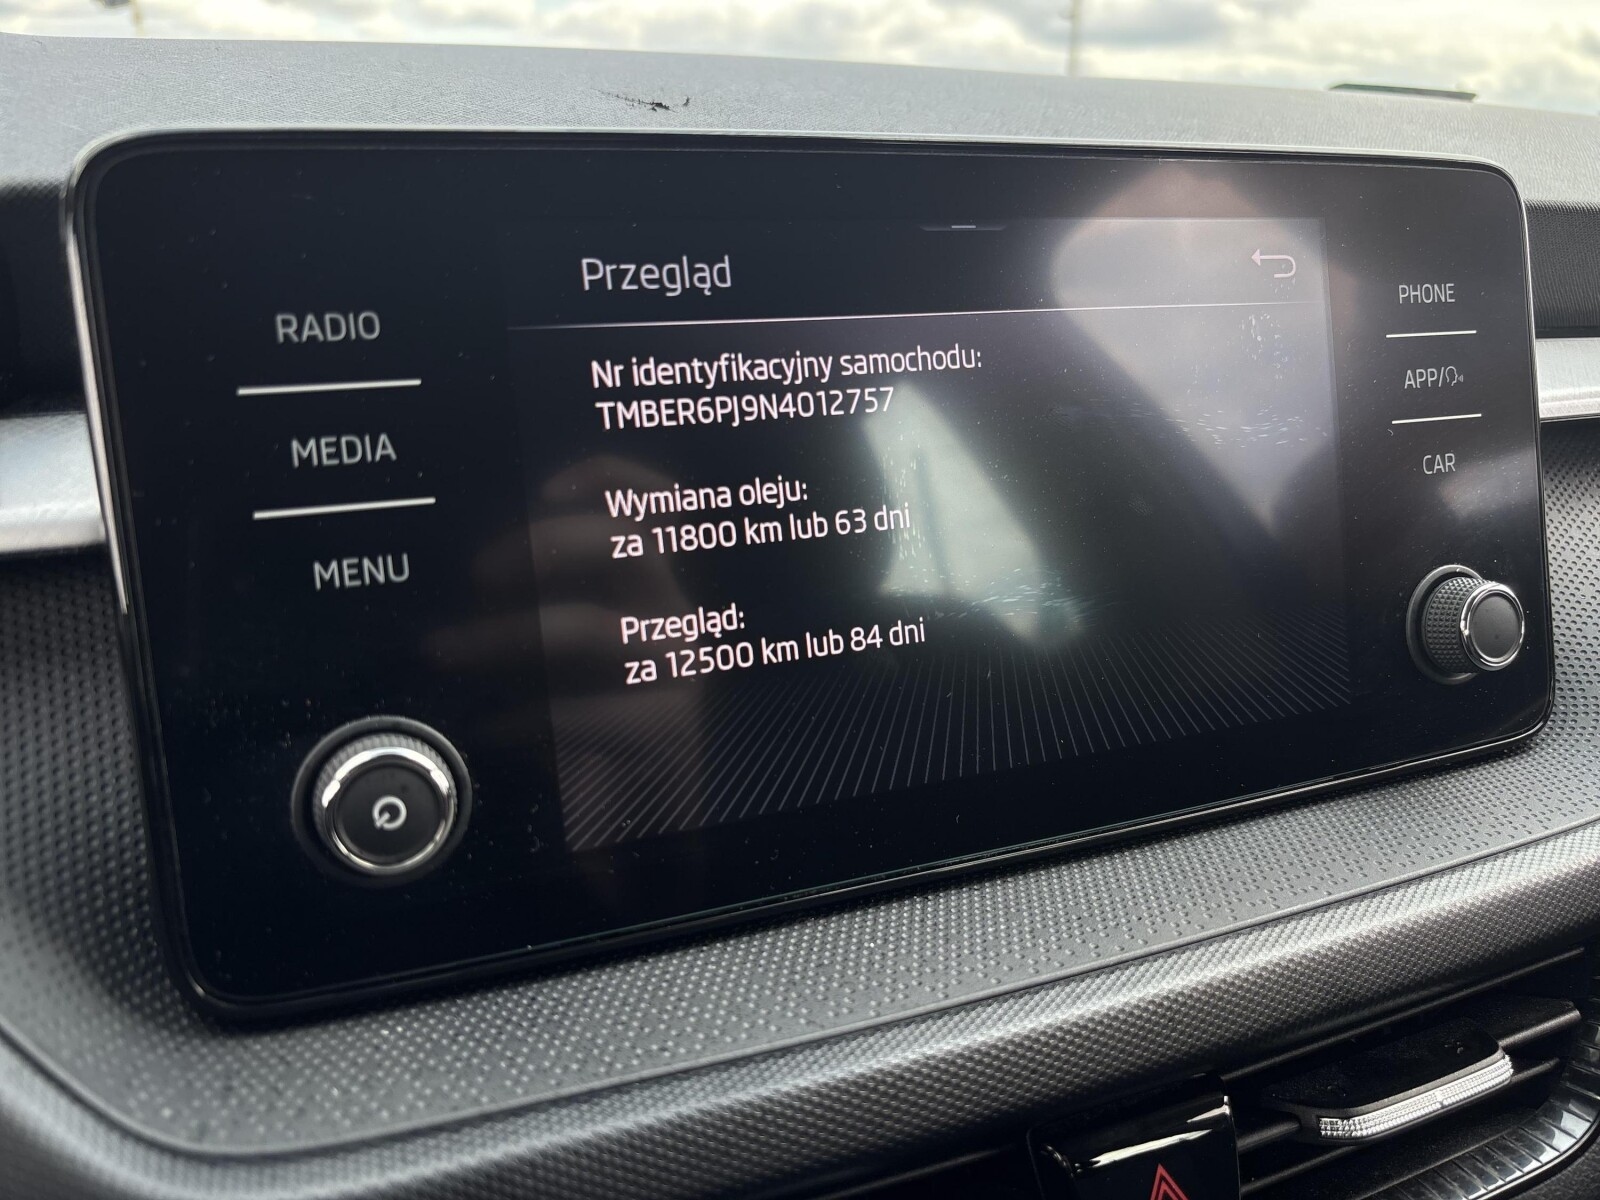 Przegląd
RADIO
MEDIA
MENU
Nr identyfikacyjny samochodu:
TMBER6PJ9N4012757
Wymiana oleju:
za 11800 km lub 63 dni
Przegląd:
za 12500 km lub 84 dni
PHONE
APP/
CAR